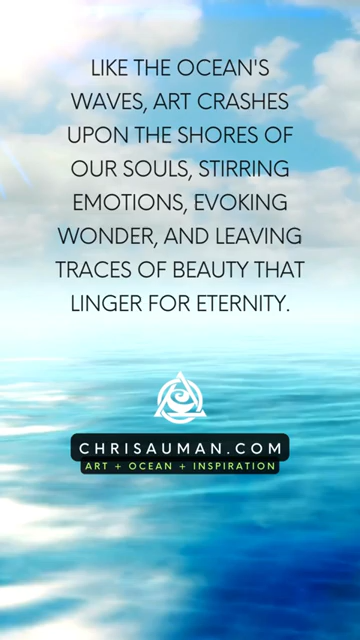 LIKE THE OCEAN'S
WAVES, ART CRASHES
UPON THE SHORES OF
OUR SOULS, STIRRING
EMOTIONS, EVOKING
WONDER, AND LEAVING
TRACES OF BEAUTY THAT
LINGER FOR ETERNITY.
CHRISAUMAN.COM
ART + OCEAN + INSPIRATION